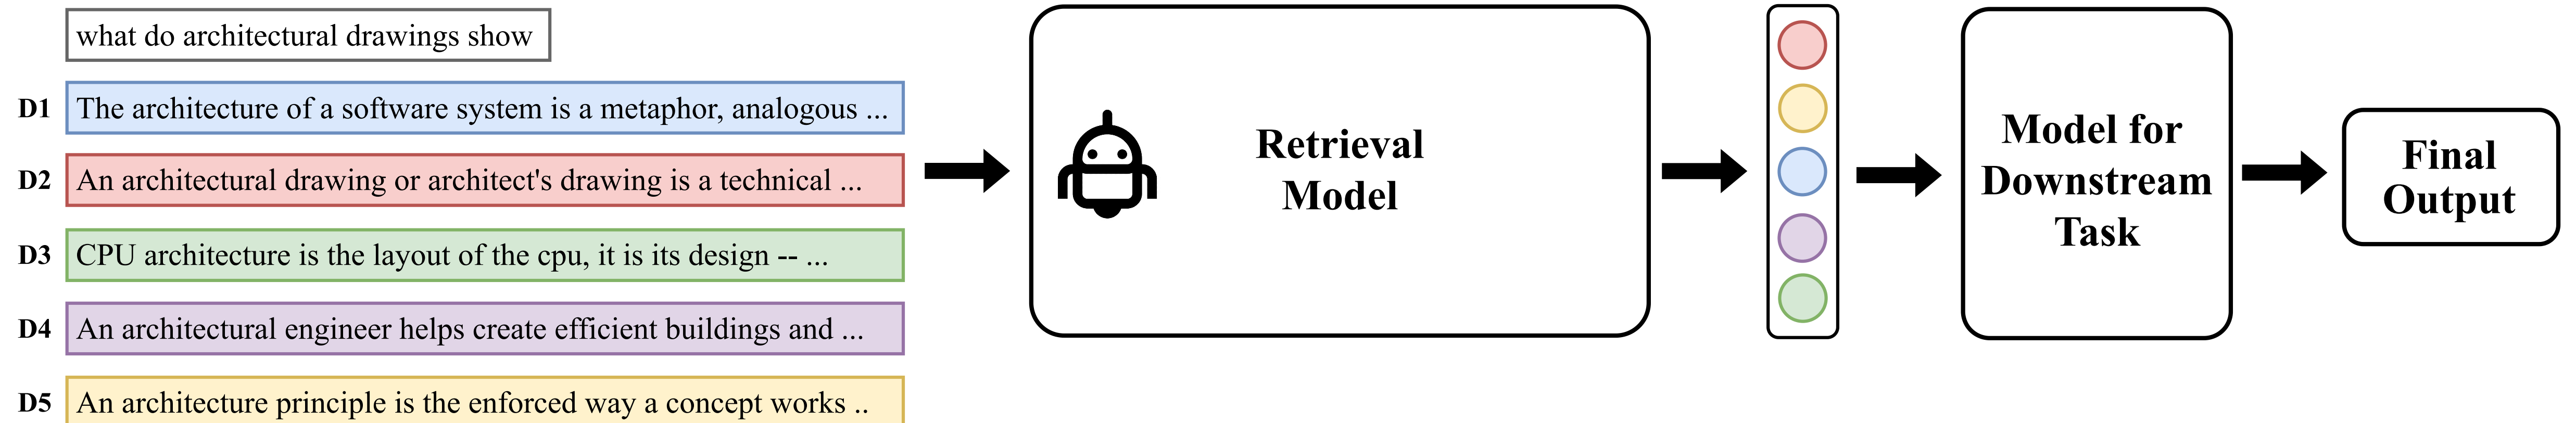 what do architectural drawings show
D1 The architecture of a software system is a metaphor, analogous ...
D2 An architectural drawing or architect's drawing is a technical ...
D3 CPU architecture is the layout of the cpu, it is its design -- ...
D4 An architectural engineer helps create efficient buildings and ...
D5 An architecture principle is the enforced way a concept works ..
Retrieval
Model
Model for
Downstream
Task
Final
Output